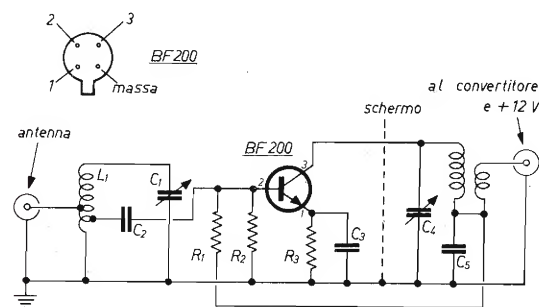 2 3
BF200
1 massa
al convertitore
e + 12 V
schermo
antenna
BF200
L1 C1 3
2
C2 1 C4
R1 R2 R3 C3 C5